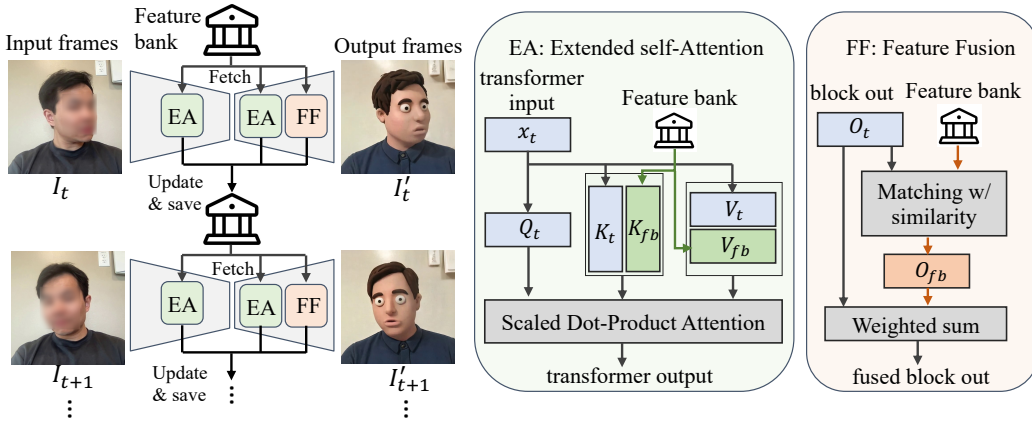 Feature
bank
Input frames
Output frames
Fetch
EA
EA
FF
I_t
Update
& save
I'_t
Fetch
EA
EA
FF
I_{t+1}
Update
& save
I'_{t+1}
⋮
⋮
⋮
EA: Extended self-Attention
transformer
input
Feature bank
x_t
Q_t
K_t
K_{fb}
V_t
V_{fb}
Scaled Dot-Product Attention
transformer output
FF: Feature Fusion
block out
Feature bank
O_t
Matching w/
similarity
O_{fb}
Weighted sum
fused block out